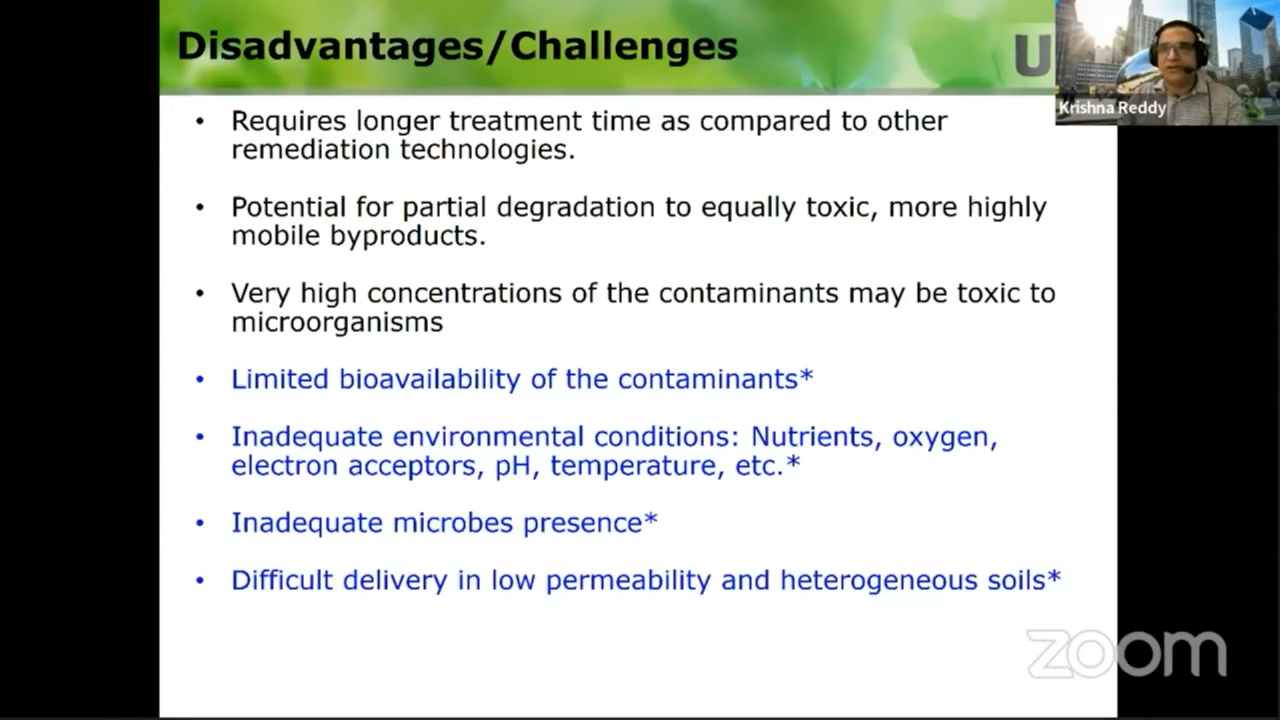 Disadvantages/Challenges
U
Krishna Reddy
• Requires longer treatment time as compared to other
remediation technologies.
• Potential for partial degradation to equally toxic, more highly
mobile byproducts.
• Very high concentrations of the contaminants may be toxic to
microorganisms
• Limited bioavailability of the contaminants*
• Inadequate environmental conditions: Nutrients, oxygen,
electron acceptors, pH, temperature, etc.*
• Inadequate microbes presence*
• Difficult delivery in low permeability and heterogeneous soils*
zoom